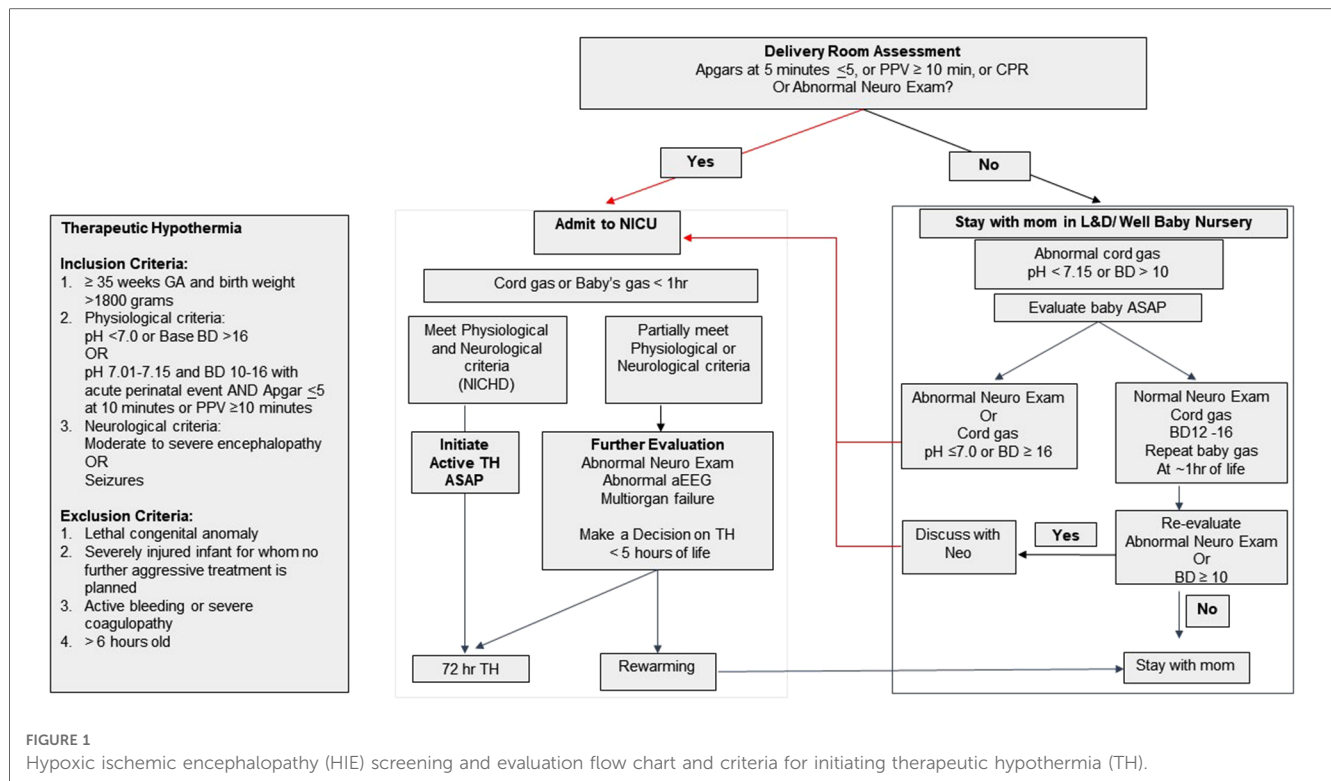 Delivery Room Assessment
Apgars at 5 minutes ≤5, or PPV ≥ 10 min, or CPR
Or Abnormal Neuro Exam?
Yes
No
Therapeutic Hypothermia
Inclusion Criteria:
1. ≥ 35 weeks GA and birth weight
>1800 grams
2. Physiological criteria:
pH <7.0 or Base BD >16
OR
pH 7.01-7.15 and BD 10-16 with
acute perinatal event AND Apgar ≤5
at 10 minutes or PPV ≥10 minutes
3. Neurological criteria:
Moderate to severe encephalopathy
OR
Seizures
Exclusion Criteria:
1. Lethal congenital anomaly
2. Severely injured infant for whom no
further aggressive treatment is
planned
3. Active bleeding or severe
coagulopathy
4. > 6 hours old
Admit to NICU
Cord gas or Baby's gas < 1hr
Meet Physiological
and Neurological
criteria
(NICHD)
Partially meet
Physiological or
Neurological criteria
Initiate
Active TH
ASAP
Further Evaluation
Abnormal Neuro Exam
Abnormal aEEG
Multiorgan failure
Make a Decision on TH
< 5 hours of life
72 hr TH
Rewarming
Stay with mom in L&D/ Well Baby Nursery
Abnormal cord gas
pH < 7.15 or BD > 10
Evaluate baby ASAP
Abnormal Neuro Exam
Or
Cord gas
pH ≤7.0 or BD ≥ 16
Normal Neuro Exam
Cord gas
BD12 -16
Repeat baby gas
At ~1hr of life
Discuss with
Neo
Yes
Re-evaluate
Abnormal Neuro Exam
Or
BD ≥ 10
No
Stay with mom
FIGURE 1
Hypoxic ischemic encephalopathy (HIE) screening and evaluation flow chart and criteria for initiating therapeutic hypothermia (TH).